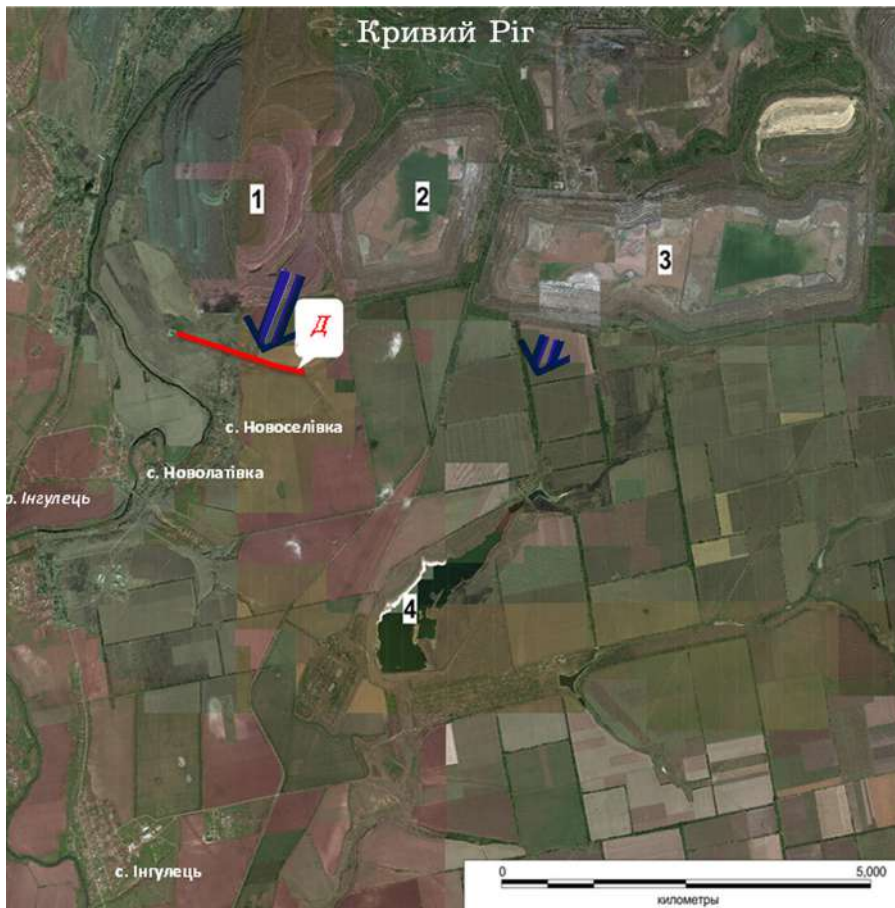 Кривий Ріг
1
2
3
Д
с. Новоселівка
с. Новолатівка
р. Інгулець
4
с. Інгулець
0 5,000
километры